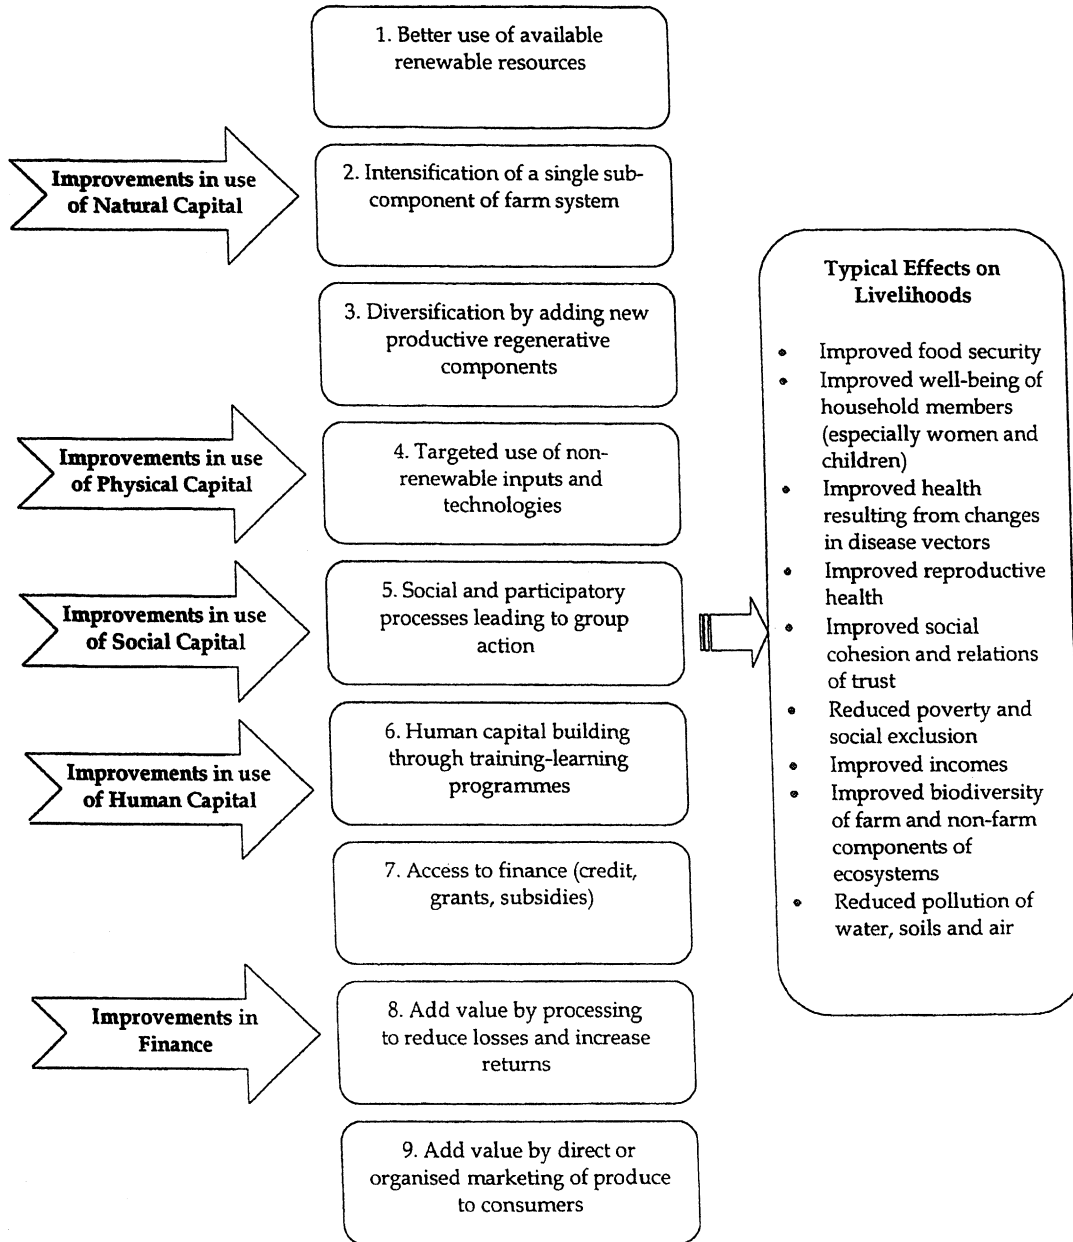 1. Better use of available
renewable resources
Improvements in use
of Natural Capital
2. Intensification of a single sub-
component of farm system
3. Diversification by adding new
productive regenerative
components
Improvements in use
of Physical Capital
4. Targeted use of non-
renewable inputs and
technologies
Improvements in use
of Social Capital
5. Social and participatory
processes leading to group
action
Improvements in use
of Human Capital
6. Human capital building
through training-learning
programmes
7. Access to finance (credit,
grants, subsidies)
Improvements in
Finance
8. Add value by processing
to reduce losses and increase
returns
9. Add value by direct or
organised marketing of produce
to consumers
Typical Effects on
Livelihoods
• Improved food security
• Improved well-being of
household members
(especially women and
children)
• Improved health
resulting from changes
in disease vectors
• Improved reproductive
health
• Improved social
cohesion and relations
of trust
• Reduced poverty and
social exclusion
• Improved incomes
• Improved biodiversity
of farm and non-farm
components of
ecosystems
• Reduced pollution of
water, soils and air